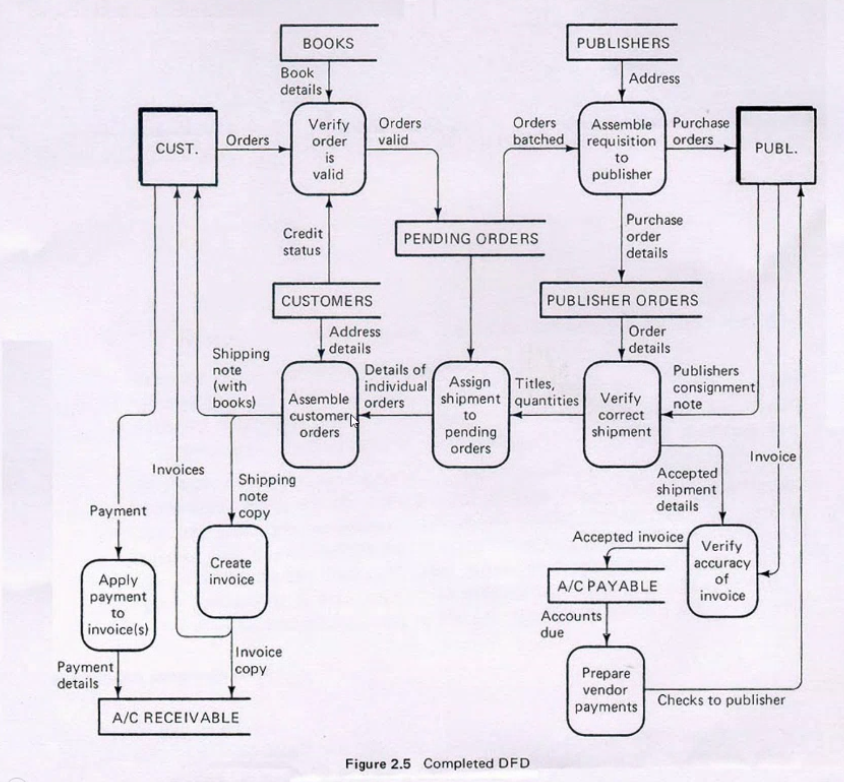 BOOKS
PUBLISHERS
Book
details
Address
CUST.
Orders
Verify
order
is
valid
Orders
valid
Orders
batched
Assemble
requisition
to
publisher
Purchase
orders
PUBL.
Credit
status
PENDING ORDERS
Purchase
order
details
CUSTOMERS
PUBLISHER ORDERS
Address
details
Order
details
Shipping
note
(with
books)
Assemble
customer
orders
Details of
individual
orders
Assign
shipment
to
pending
orders
Titles,
quantities
Verify
correct
shipment
Publishers
consignment
note
Invoices
Invoice
Shipping
note
copy
Accepted
shipment
details
Payment
Accepted invoice
Verify
accuracy
of
invoice
Apply
payment
to
invoice(s)
Create
invoice
A/C PAYABLE
Accounts
due
Invoice
copy
Payment
details
Prepare
vendor
payments
Checks to publisher
A/C RECEIVABLE
Figure 2.5 Completed DFD